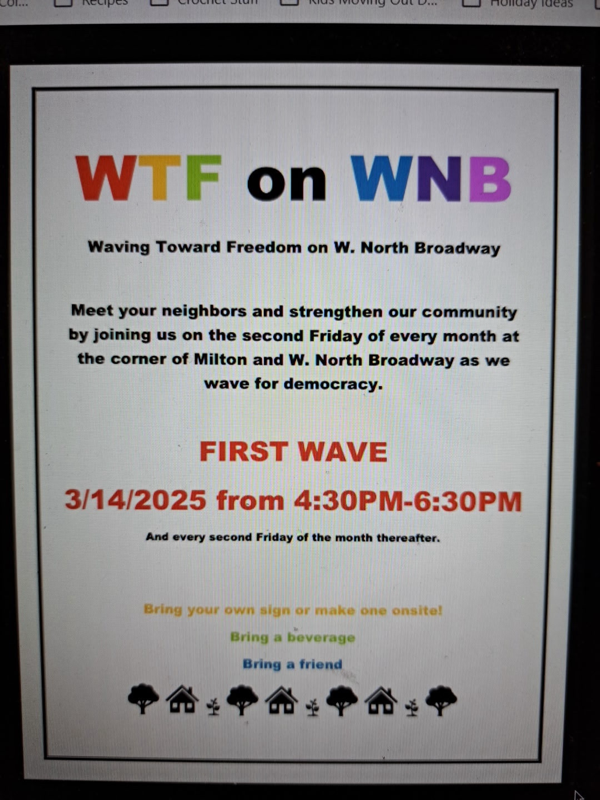 Recipes
Crochet Stuff
Kids Moving Out D...
Holiday Ideas
WTF on WNB
Waving Toward Freedom on W. North Broadway
Meet your neighbors and strengthen our community
by joining us on the second Friday of every month at
the corner of Milton and W. North Broadway as we
wave for democracy.
FIRST WAVE
3/14/2025 from 4:30PM-6:30PM
And every second Friday of the month thereafter.
Bring your own sign or make one onsite!
Bring a beverage
Bring a friend